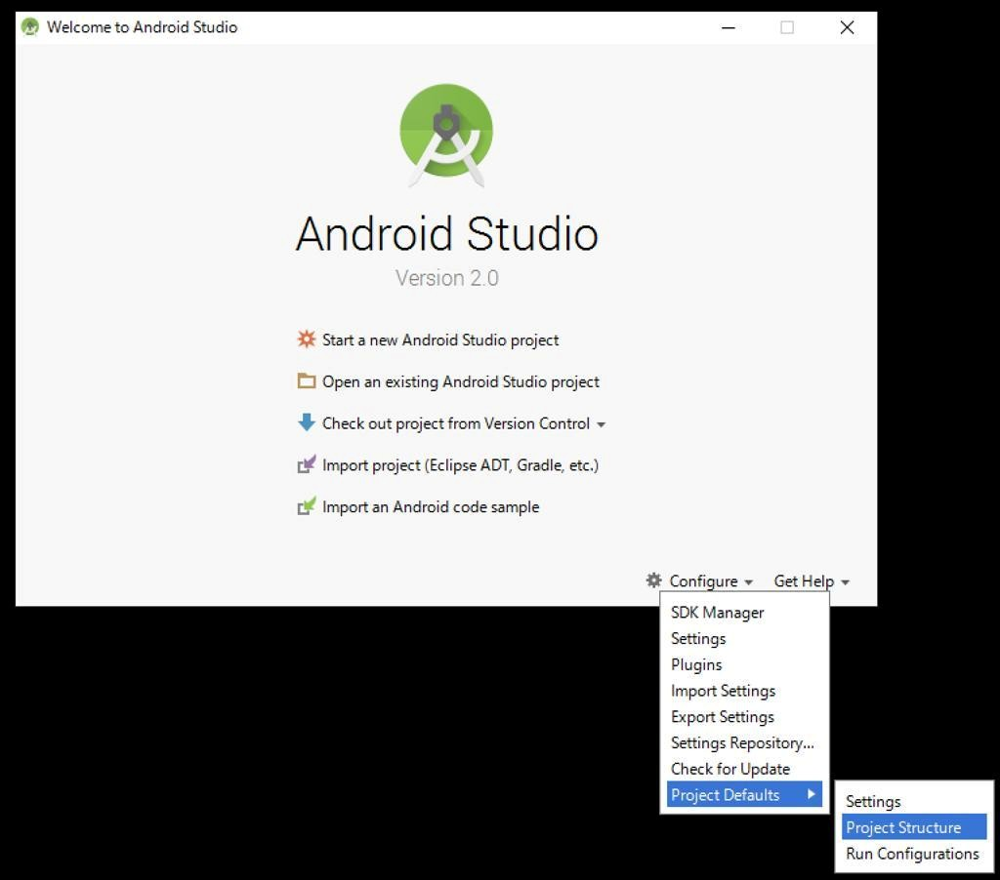 Welcome to Android Studio
Android Studio
Version 2.0
Start a new Android Studio project
Open an existing Android Studio project
Check out project from Version Control
Import project (Eclipse ADT, Gradle, etc.)
Import an Android code sample
Configure Get Help
SDK Manager
Settings
Plugins
Import Settings
Export Settings
Settings Repository...
Check for Update
Project Defaults
Settings
Project Structure
Run Configurations